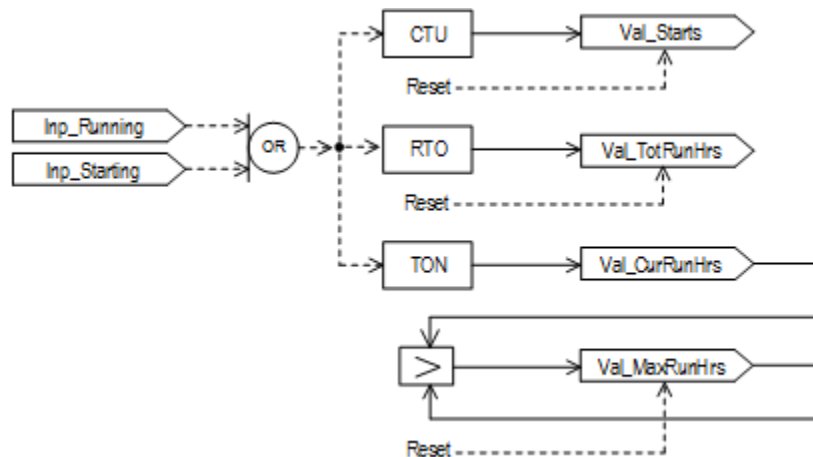 CTU
Val_Starts
Reset
Inp_Running
Inp_Starting
OR
RTO
Val_TotRunHrs
Reset
TON
Val_CurRunHrs
>
Val_MaxRunHrs
Reset